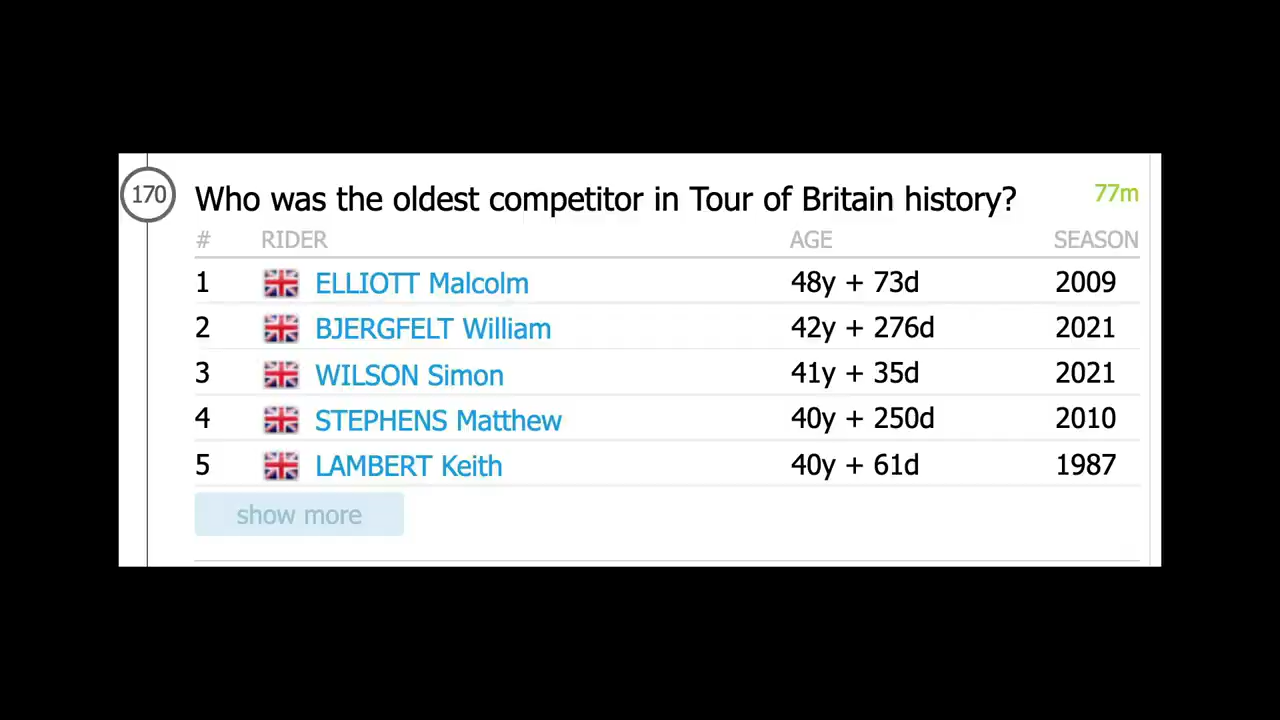 170 Who was the oldest competitor in Tour of Britain history? 77m
# RIDER AGE SEASON
1 ELLIOTT Malcolm 48y + 73d 2009
2 BJERGFELT William 42y + 276d 2021
3 WILSON Simon 41y + 35d 2021
4 STEPHENS Matthew 40y + 250d 2010
5 LAMBERT Keith 40y + 61d 1987
show more